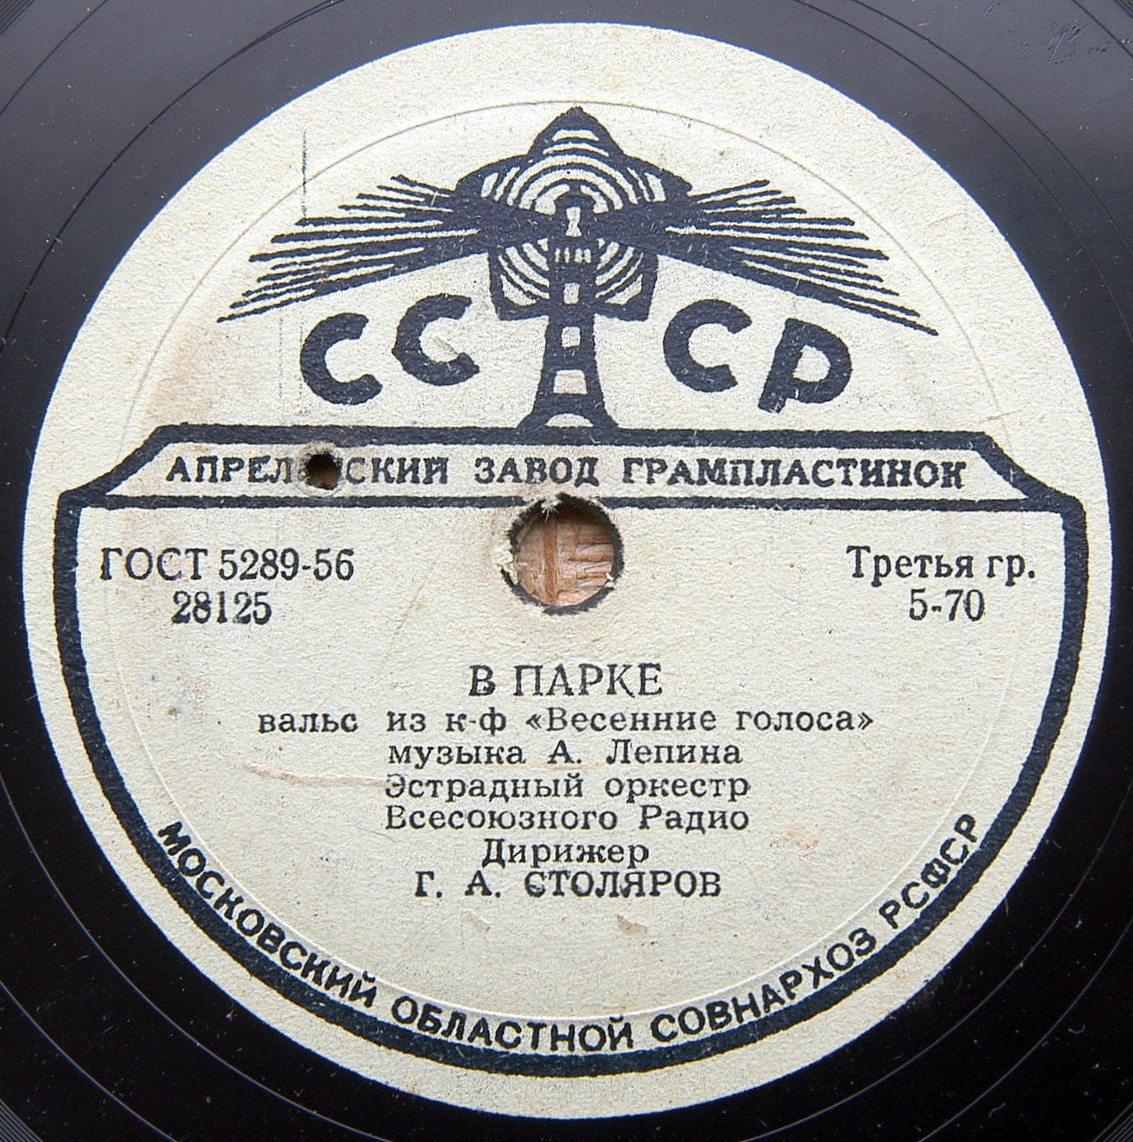 СССР
ЗАВОД ГРАМПЛАСТИНОК
ГОСТ 5289-56
28125
Третья гр.
5-70
В ПАРКЕ
вальс из к-ф «Весенние голоса»
музыка А. Лепина
Эстрадный оркестр
Всесоюзного Радио
Дирижер
Г. А. СТОЛЯРОВ
МОСКОВСКИЙ ОБЛАСТНОЙ СОВНАРХОЗ РСФСР